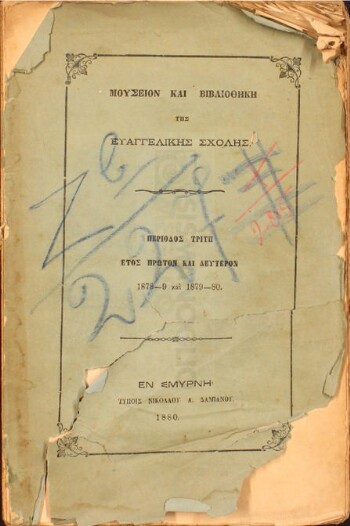 ΜΟΥΣΕΙΟΝ ΚΑΙ ΒΙΒΛΙΟΘΗΚΗ
ΤΗΣ
ΕΥΑΓΓΕΛΙΚΗΣ ΣΧΟΛΗΣ
ΠΕΡΙΟΔΟΣ ΤΡΙΤΗ
ΕΤΟΣ ΠΡΩΤΟΝ ΚΑΙ ΔΕΥΤΕΡΟΝ
1878—9 καὶ 1879—80.
ΕΝ ΣΜΥΡΝΗ
ΤΥΠΟΙΣ ΝΙΚΟΛΑΟΥ Α. ΔΑΜΙΑΝΟΥ
1880.